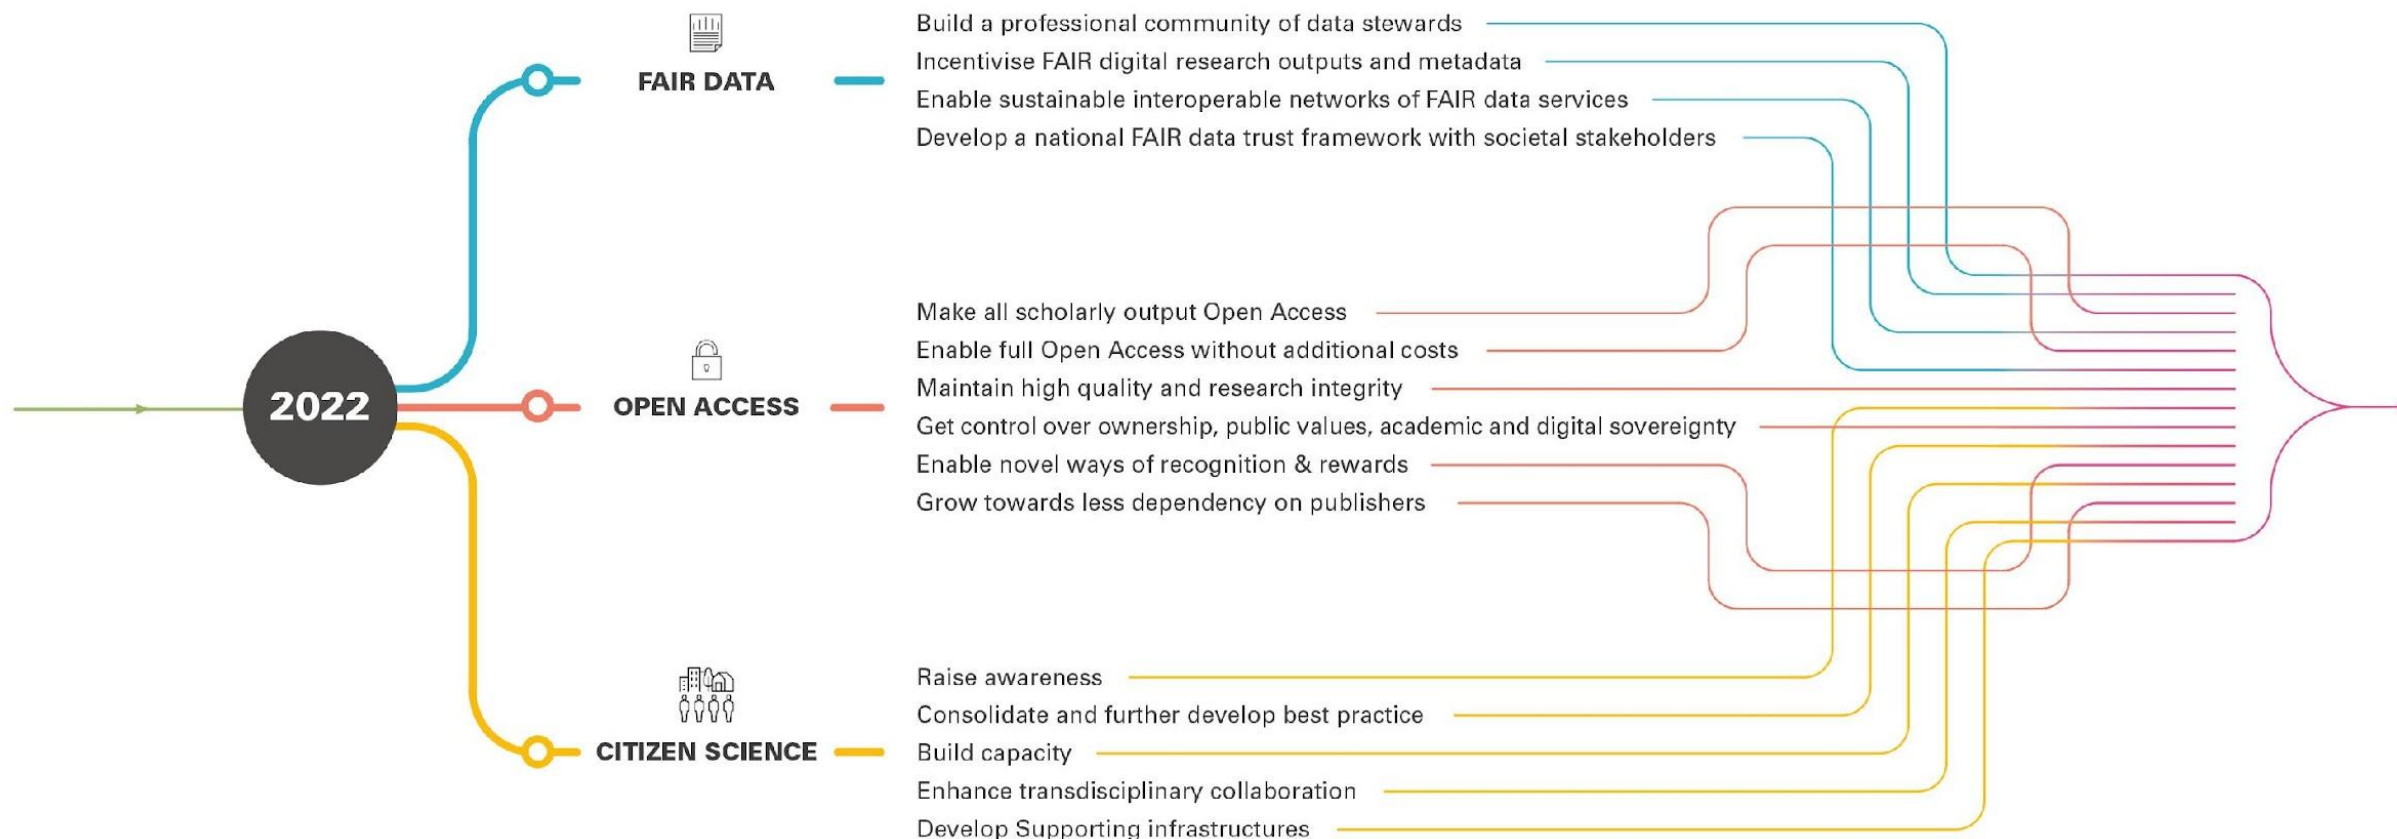 2022
FAIR DATA
Build a professional community of data stewards
Incentivise FAIR digital research outputs and metadata
Enable sustainable interoperable networks of FAIR data services
Develop a national FAIR data trust framework with societal stakeholders
OPEN ACCESS
Make all scholarly output Open Access
Enable full Open Access without additional costs
Maintain high quality and research integrity
Get control over ownership, public values, academic and digital sovereignty
Enable novel ways of recognition & rewards
Grow towards less dependency on publishers
CITIZEN SCIENCE
Raise awareness
Consolidate and further develop best practice
Build capacity
Enhance transdisciplinary collaboration
Develop Supporting infrastructures